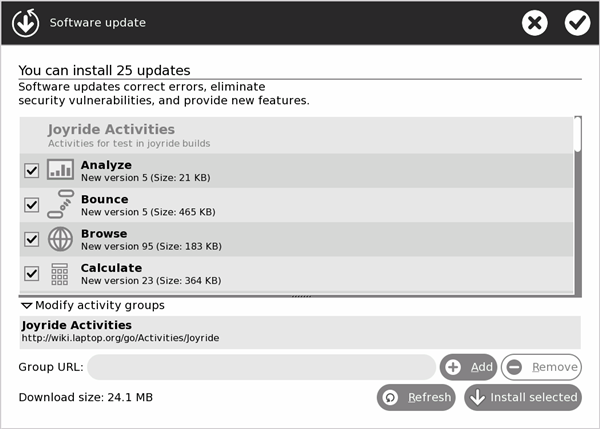 Software update
You can install 25 updates
Software updates correct errors, eliminate
security vulnerabilities, and provide new features.
Joyride Activities
Activities for test in joyride builds
Analyze
New version 5 (Size: 21 KB)
Bounce
New version 5 (Size: 465 KB)
Browse
New version 95 (Size: 183 KB)
Calculate
New version 23 (Size: 364 KB)
Modify activity groups
Joyride Activities
http://wiki.laptop.org/go/Activities/Joyride
Group URL: Add Remove
Download size: 24.1 MB Refresh Install selected